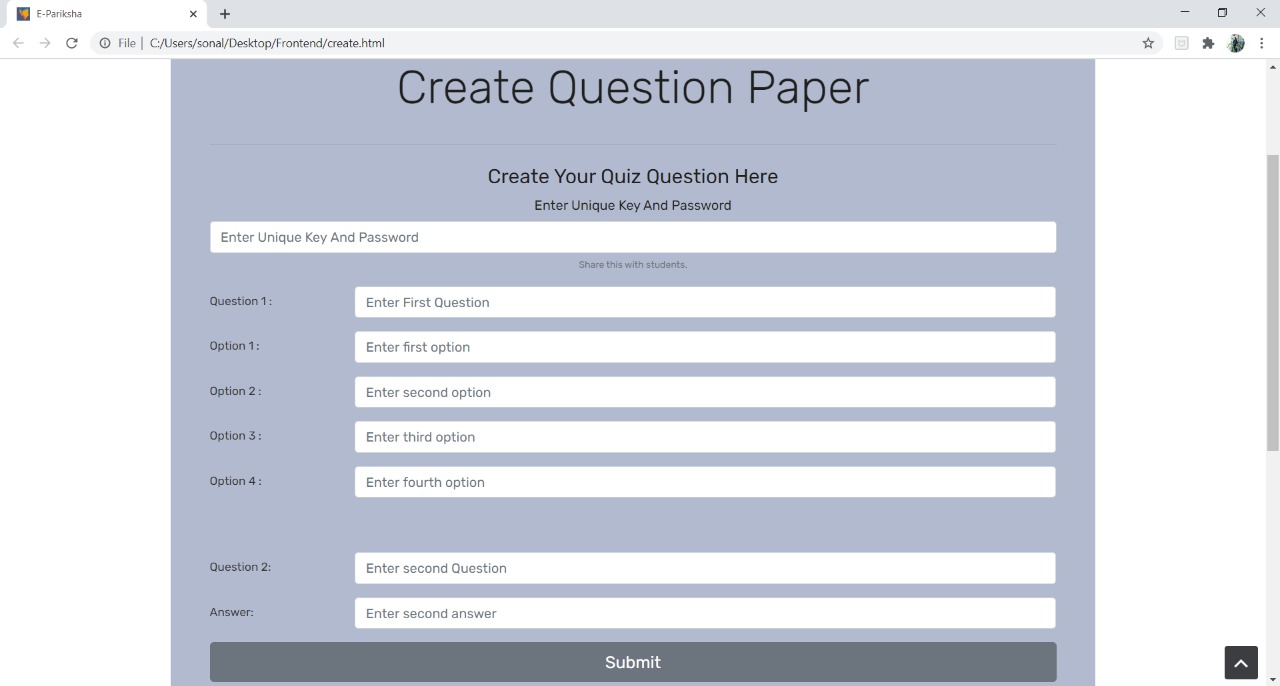 E-Pariksha
File | C:/Users/sonal/Desktop/Frontend/create.html
Create Question Paper
Create Your Quiz Question Here
Enter Unique Key And Password
Enter Unique Key And Password
Share this with students.
Question 1 : Enter First Question
Option 1 : Enter first option
Option 2 : Enter second option
Option 3 : Enter third option
Option 4 : Enter fourth option
Question 2: Enter second Question
Answer: Enter second answer
Submit